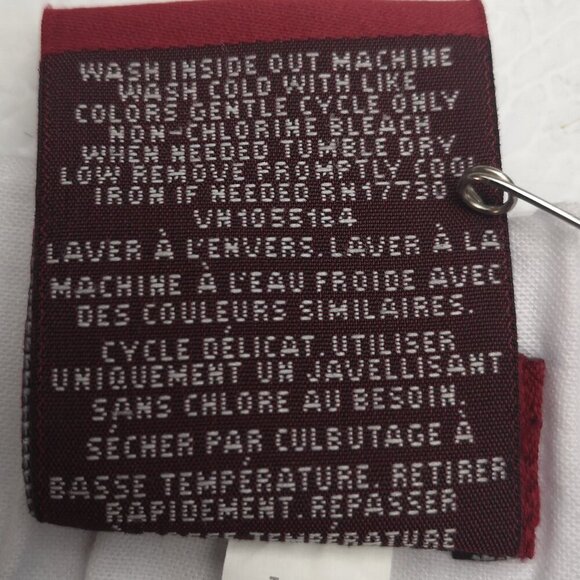 WASH INSIDE OUT MACHINE
WASH COLD WITH LIKE
COLORS GENTLE CYCLE ONLY
NON-CHLORINE BLEACH
WHEN NEEDED TUMBLE DRY
LOW REMOVE PROMPTLY COOL
IRON IF NEEDED RN17730
VN1055164
LAVER À L'ENVERS. LAVER À LA
MACHINE À L'EAU FROIDE AVEC
DES COULEURS SIMILAIRES.
CYCLE DÉLICAT. UTILISER
UNIQUEMENT UN JAVELLISANT
SANS CHLORE AU BESOIN.
SÉCHER PAR CULBUTAGE À
BASSE TEMPÉRATURE. RETIRER
RAPIDEMENT. REPASSER
TEMPÉRATURE